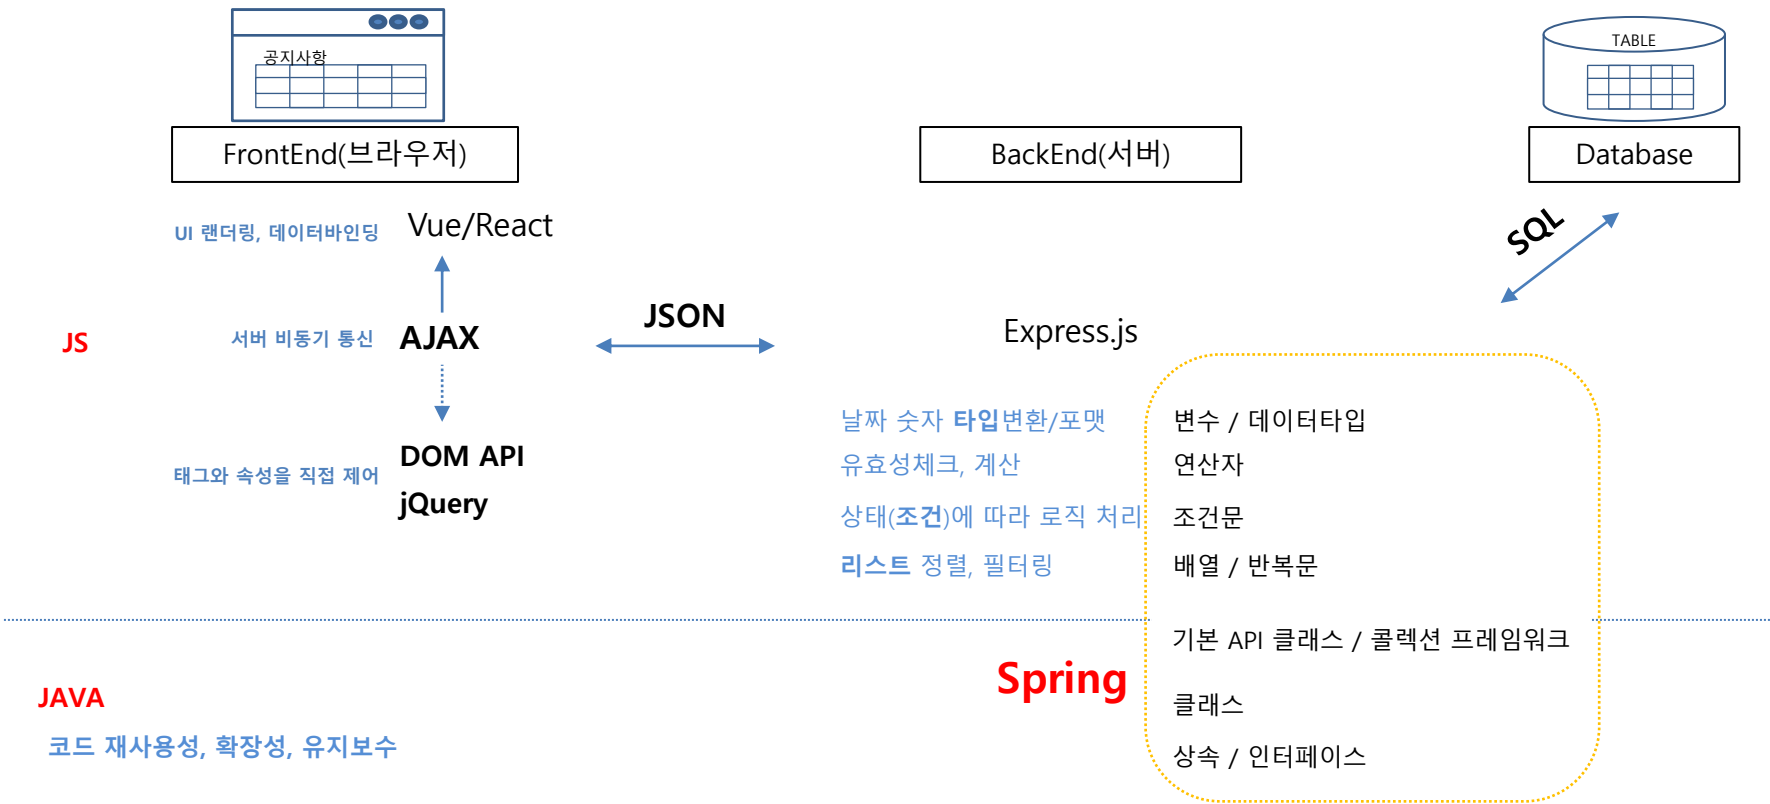 공지사항
TABLE
FrontEnd(브라우저)
BackEnd(서버)
Database
UI 랜더링, 데이터바인딩
Vue/React
SQL
JS
서버 비동기 통신
AJAX
JSON
Express.js
태그와 속성을 직접 제어
DOM API
jQuery
날짜 숫자 타입변환/포맷
변수 / 데이터타입
유효성체크, 계산
연산자
상태(조건)에 따라 로직 처리
조건문
리스트 정렬, 필터링
배열 / 반복문
기본 API 클래스 / 콜렉션 프레임워크
Spring
JAVA
클래스
코드 재사용성, 확장성, 유지보수
상속 / 인터페이스